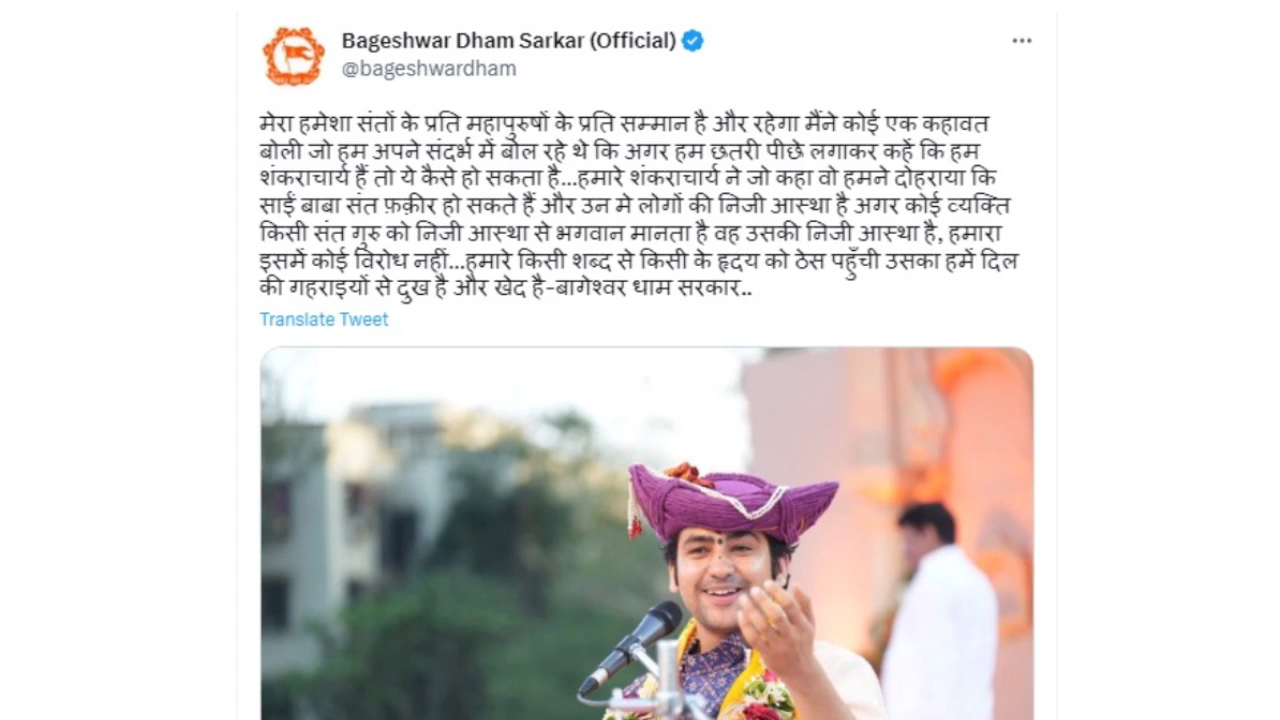 Bageshwar Dham Sarkar (Official)
@bageshwardham
मेरा हमेशा संतों के प्रति महापुरुषों के प्रति सम्मान है और रहेगा मैंने कोई एक कहावत
बोली जो हम अपने संदर्भ में बोल रहे थे कि अगर हम छतरी पीछे लगाकर कहें कि हम
शंकराचार्य हैं तो ये कैसे हो सकता है...हमारे शंकराचार्य ने जो कहा वो हमने दोहराया कि
साईं बाबा संत फ़क़ीर हो सकते हैं और उन मे लोगों की निजी आस्था है अगर कोई व्यक्ति
किसी संत गुरु को निजी आस्था से भगवान मानता है वह उसकी निजी आस्था है, हमारा
इसमें कोई विरोध नहीं...हमारे किसी शब्द से किसी के हृदय को ठेस पहुँची उसका हमें दिल
की गहराइयों से दुख है और खेद है-बागेश्वर धाम सरकार..
Translate Tweet